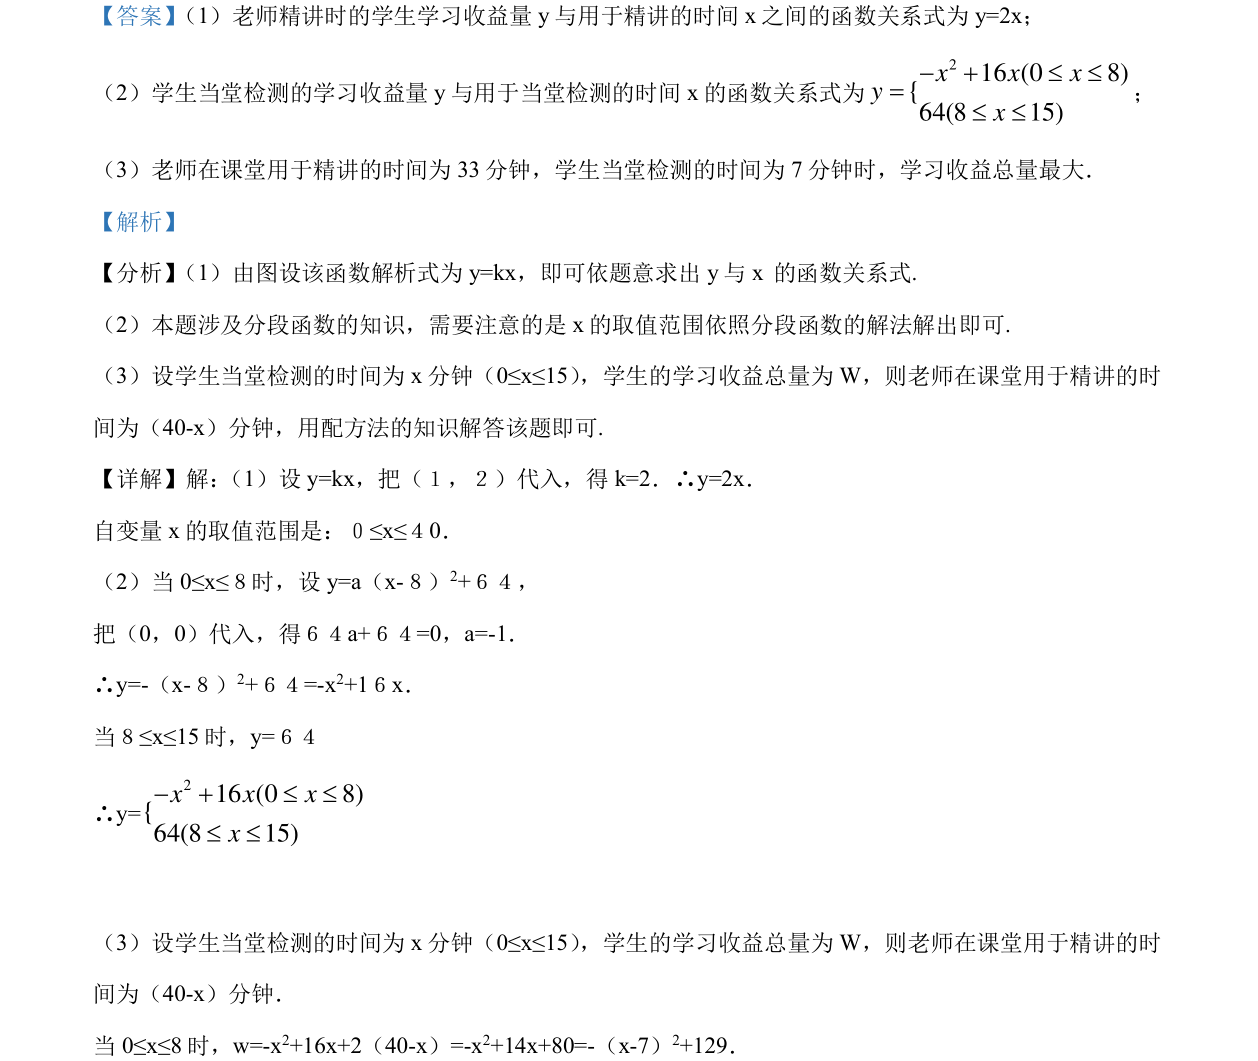 【答案】（1）老师精讲时的学生学习收益量 y 与用于精讲的时间 x 之间的函数关系式为 y=2x；
（2）学生当堂检测的学习收益量 y 与用于当堂检测的时间 x 的函数关系式为 y = { −x² +16x(0 ≤ x ≤ 8) 64(8 ≤ x ≤15) ；
（3）老师在课堂用于精讲的时间为 33 分钟，学生当堂检测的时间为 7 分钟时，学习收益总量最大．
【解析】
【分析】（1）由图设该函数解析式为 y=kx，即可依题意求出 y 与 x 的函数关系式.
（2）本题涉及分段函数的知识，需要注意的是 x 的取值范围依照分段函数的解法解出即可.
（3）设学生当堂检测的时间为 x 分钟（0≤x≤15），学生的学习收益总量为 W，则老师在课堂用于精讲的时
间为（40-x）分钟，用配方法的知识解答该题即可.
【详解】解：（1）设 y=kx，把（１，２）代入，得 k=2．∴y=2x．
自变量 x 的取值范围是：０≤x≤４0．
（2）当 0≤x≤８时，设 y=a（x-８）²+６４，
把（0，0）代入，得６４a+６４=0，a=-1．
∴y=-（x-８）²+６４=-x²+1６x．
当８≤x≤15 时，y=６４
∴y={ −x² +16x(0 ≤ x ≤ 8) 64(8 ≤ x ≤15)
（3）设学生当堂检测的时间为 x 分钟（0≤x≤15），学生的学习收益总量为 W，则老师在课堂用于精讲的时
间为（40-x）分钟．
当 0≤x≤8 时，w=-x²+16x+2（40-x）=-x²+14x+80=-（x-7）²+129．